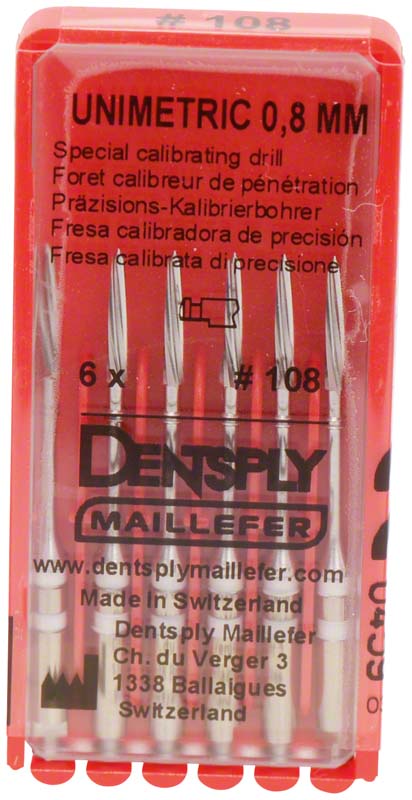 # 108
UNIMETRIC 0,8 MM
Special calibrating drill
Foret calibreur de pénétration
Präzisions-Kalibrierbohrer
Fresa calibradora de precisión
Fresa calibrata di precisione
6 x # 108
DENTSPLY
MAILLEFER
www.dentsplymaillefer.com
Made in Switzerland
Dentsply Maillefer
Ch. du Verger 3
1338 Ballaigues
Switzerland